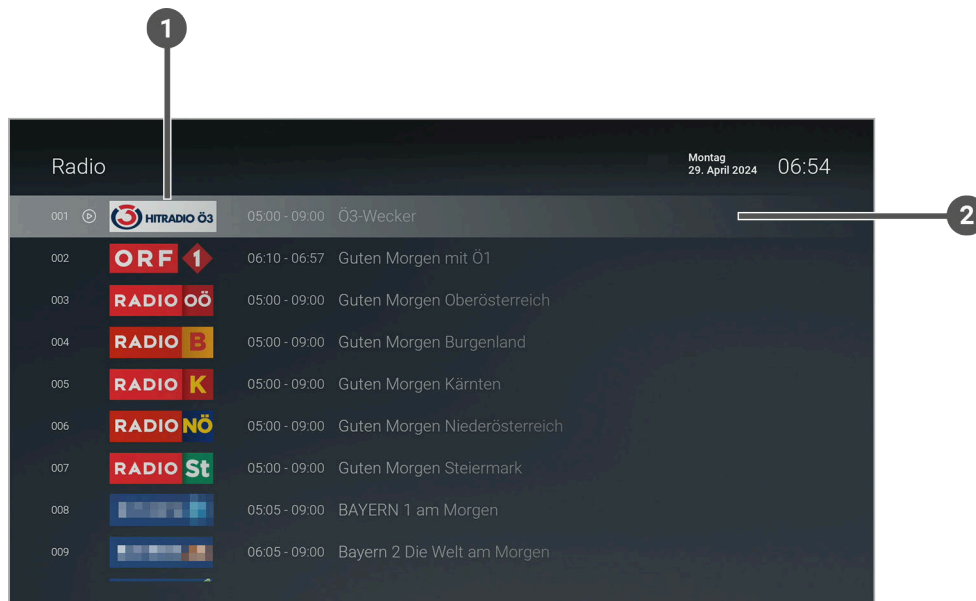 1
Radio
Montag
29. April 2024
06:54
001 3 HITRADIO Ö3 05:00 - 09:00 Ö3-Wecker
2
002 ORF 1 06:10 - 06:57 Guten Morgen mit Ö1
003 RADIO OÖ 05:00 - 09:00 Guten Morgen Oberösterreich
004 RADIO B 05:00 - 09:00 Guten Morgen Burgenland
005 RADIO K 05:00 - 09:00 Guten Morgen Kärnten
006 RADIO NÖ 05:00 - 09:00 Guten Morgen Niederösterreich
007 RADIO St 05:00 - 09:00 Guten Morgen Steiermark
008 05:05 - 09:00 BAYERN 1 am Morgen
009 06:05 - 09:00 Bayern 2 Die Welt am Morgen